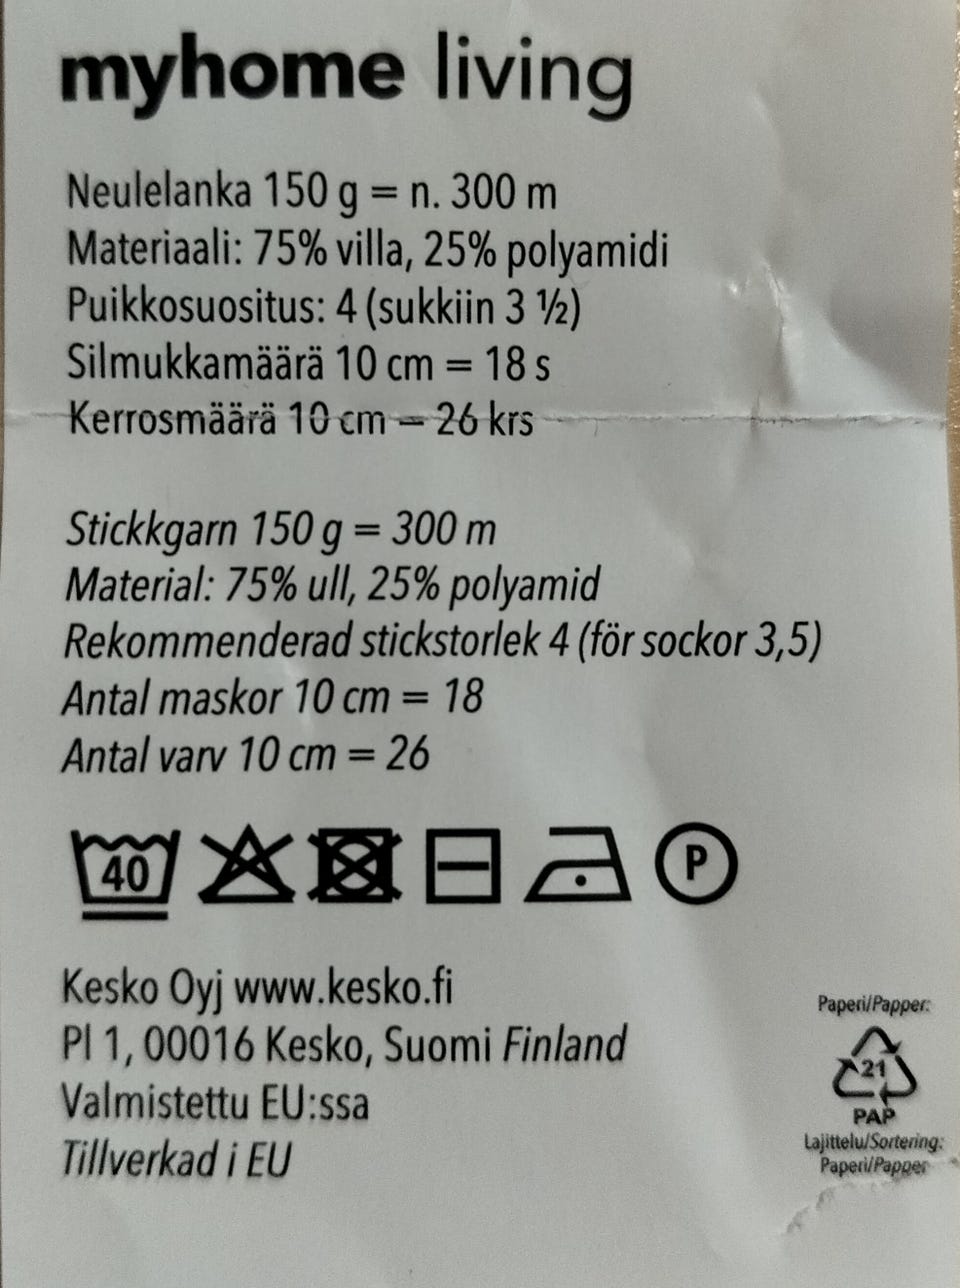 myhome living
Neulelanka 150 g = n. 300 m
Materiaali: 75% villa, 25% polyamidi
Puikkosuositus: 4 (sukkiin 3 ½)
Silmukkamäärä 10 cm = 18 s
Kerrosmäärä 10 cm = 26 krs
Stickkgarn 150 g = 300 m
Material: 75% ull, 25% polyamid
Rekommenderad stickstorlek 4 (för sockor 3,5)
Antal maskor 10 cm = 18
Antal varv 10 cm = 26
40 P
Kesko Oyj www.kesko.fi
Pl 1, 00016 Kesko, Suomi Finland
Valmistettu EU:ssa
Tillverkad i EU
Paperi/Papper:
21
PAP
Lajittelu/Sortering:
Paperi/Papper